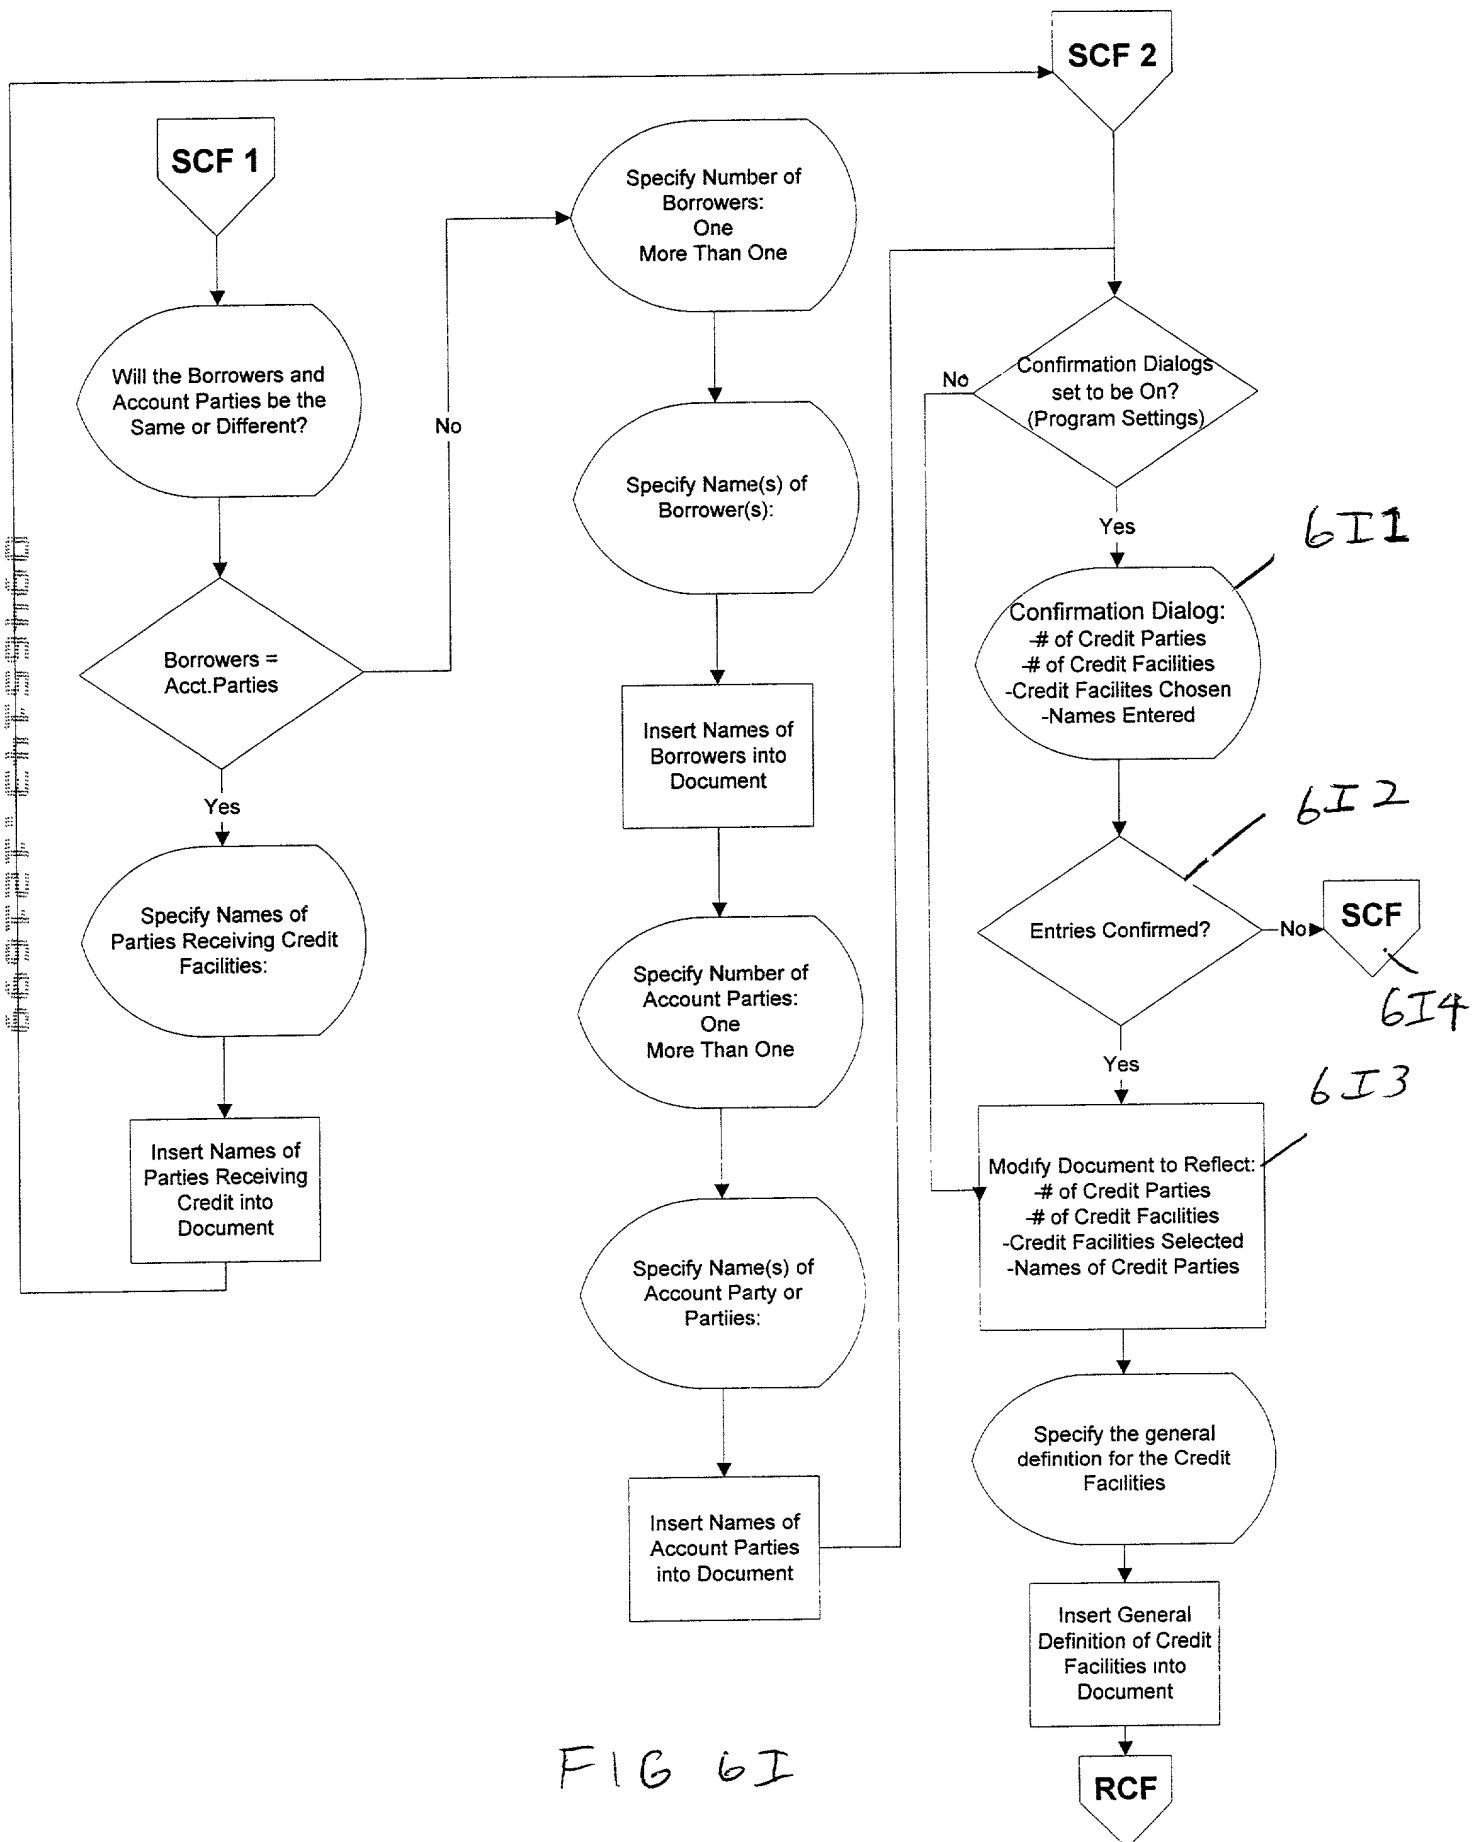 SCF 1
Will the Borrowers and
Account Parties be the
Same or Different?
Borrowers =
Acct.Parties
No
Yes
Specify Names of
Parties Receiving Credit
Facilities:
Insert Names of
Parties Receiving
Credit into
Document
Specify Number of
Borrowers:
One
More Than One
Specify Name(s) of
Borrower(s):
Insert Names of
Borrowers into
Document
Specify Number of
Account Parties:
One
More Than One
Specify Name(s) of
Account Party or
Partiies:
Insert Names of
Account Parties
into Document
SCF 2
Confirmation Dialogs
set to be On?
(Program Settings)
No
Yes
6I1
Confirmation Dialog:
-# of Credit Parties
-# of Credit Facilities
-Credit Facilites Chosen
-Names Entered
6I2
Entries Confirmed?
No
SCF
6I4
Yes
6I3
Modify Document to Reflect:
-# of Credit Parties
-# of Credit Facilities
-Credit Facilities Selected
-Names of Credit Parties
Specify the general
definition for the Credit
Facilities
Insert General
Definition of Credit
Facilities into
Document
RCF
FIG 6I